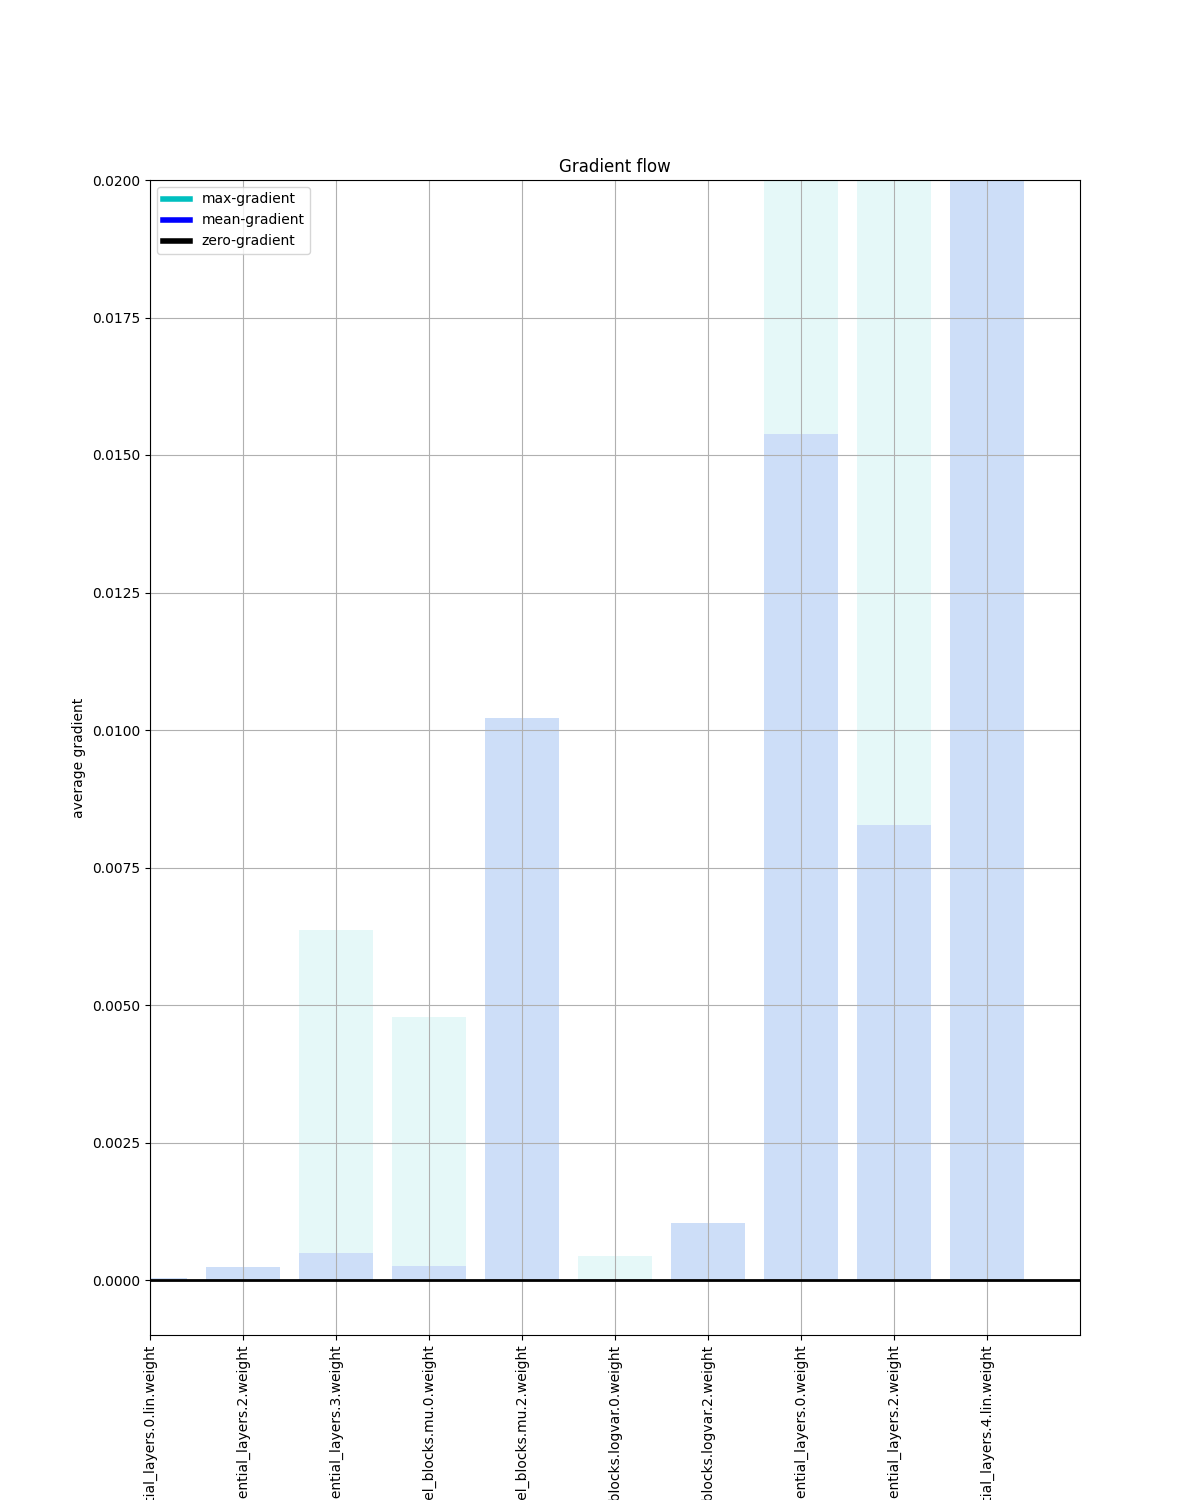 Gradient flow
max-gradient
mean-gradient
zero-gradient
0.0200
0.0175
0.0150
0.0125
0.0100
0.0075
0.0050
0.0025
0.0000
average gradient
tial_layers.0.lin.weight
ential_layers.2.weight
ential_layers.3.weight
el_blocks.mu.0.weight
el_blocks.mu.2.weight
blocks.logvar.0.weight
blocks.logvar.2.weight
ential_layers.0.weight
ential_layers.2.weight
tial_layers.4.lin.weight